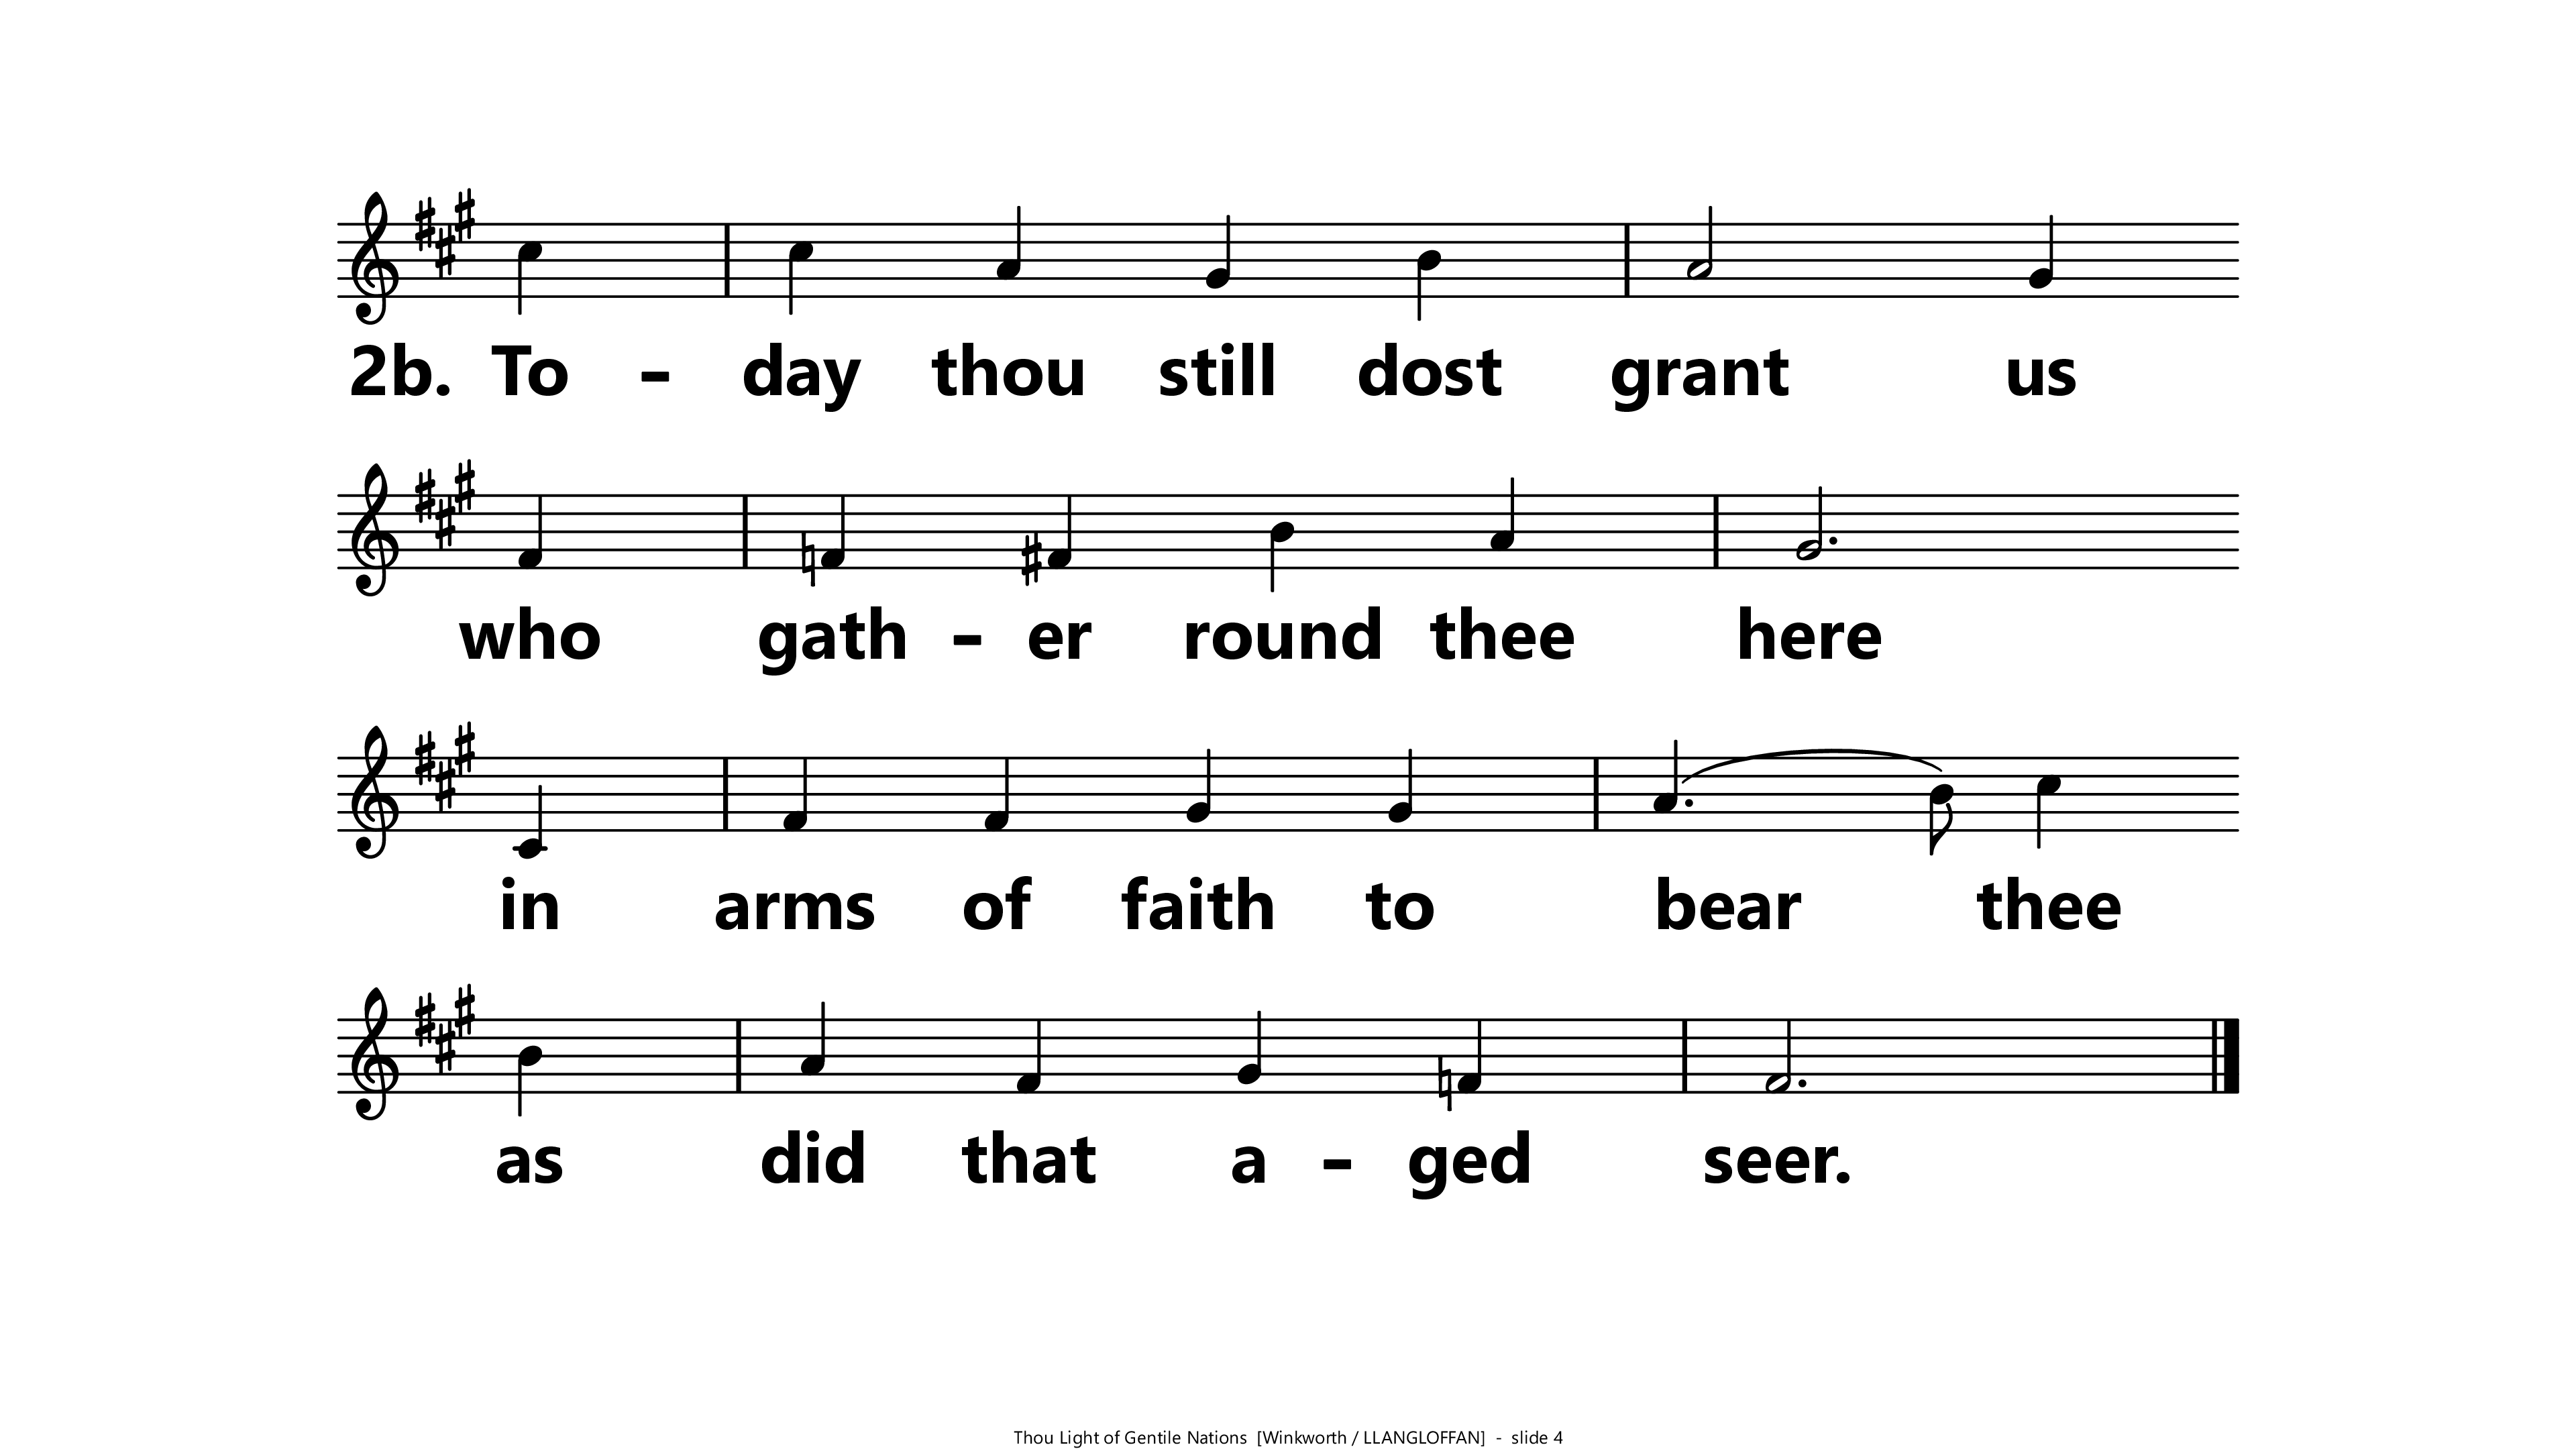 2b. To - day thou still dost grant us
who gath - er round thee here
in arms of faith to bear thee
as did that a - ged seer.
Thou Light of Gentile Nations [Winkworth / LLANGLOFFAN] - slide 4